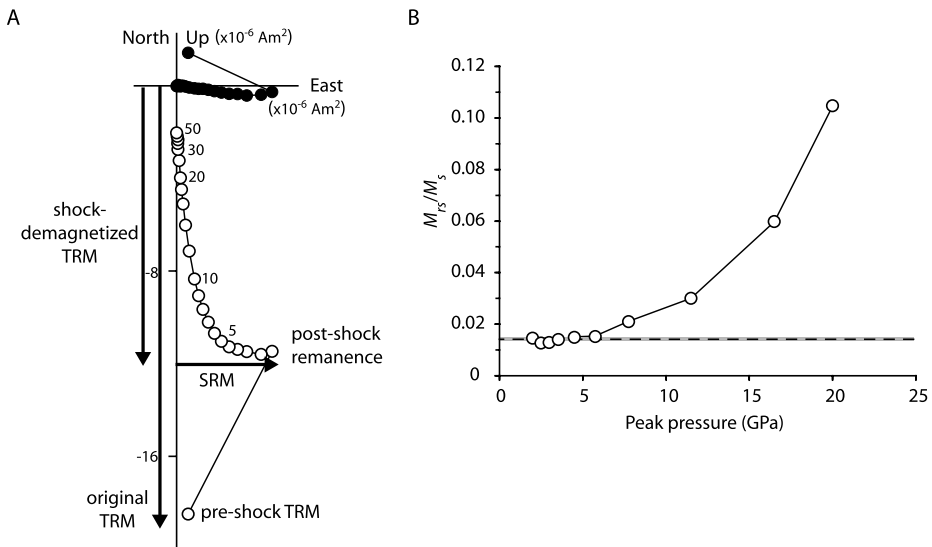 A
North
Up (x10-6 Am2)
East
(x10-6 Am2)
50
30
20
shock-
demagnetized
TRM
-8
10
5
post-shock
remanence
SRM
-16
original
TRM
pre-shock TRM
B
0.12
0.10
0.08
0.06
0.04
0.02
0
Mrs/Ms
0
5
10
15
20
25
Peak pressure (GPa)